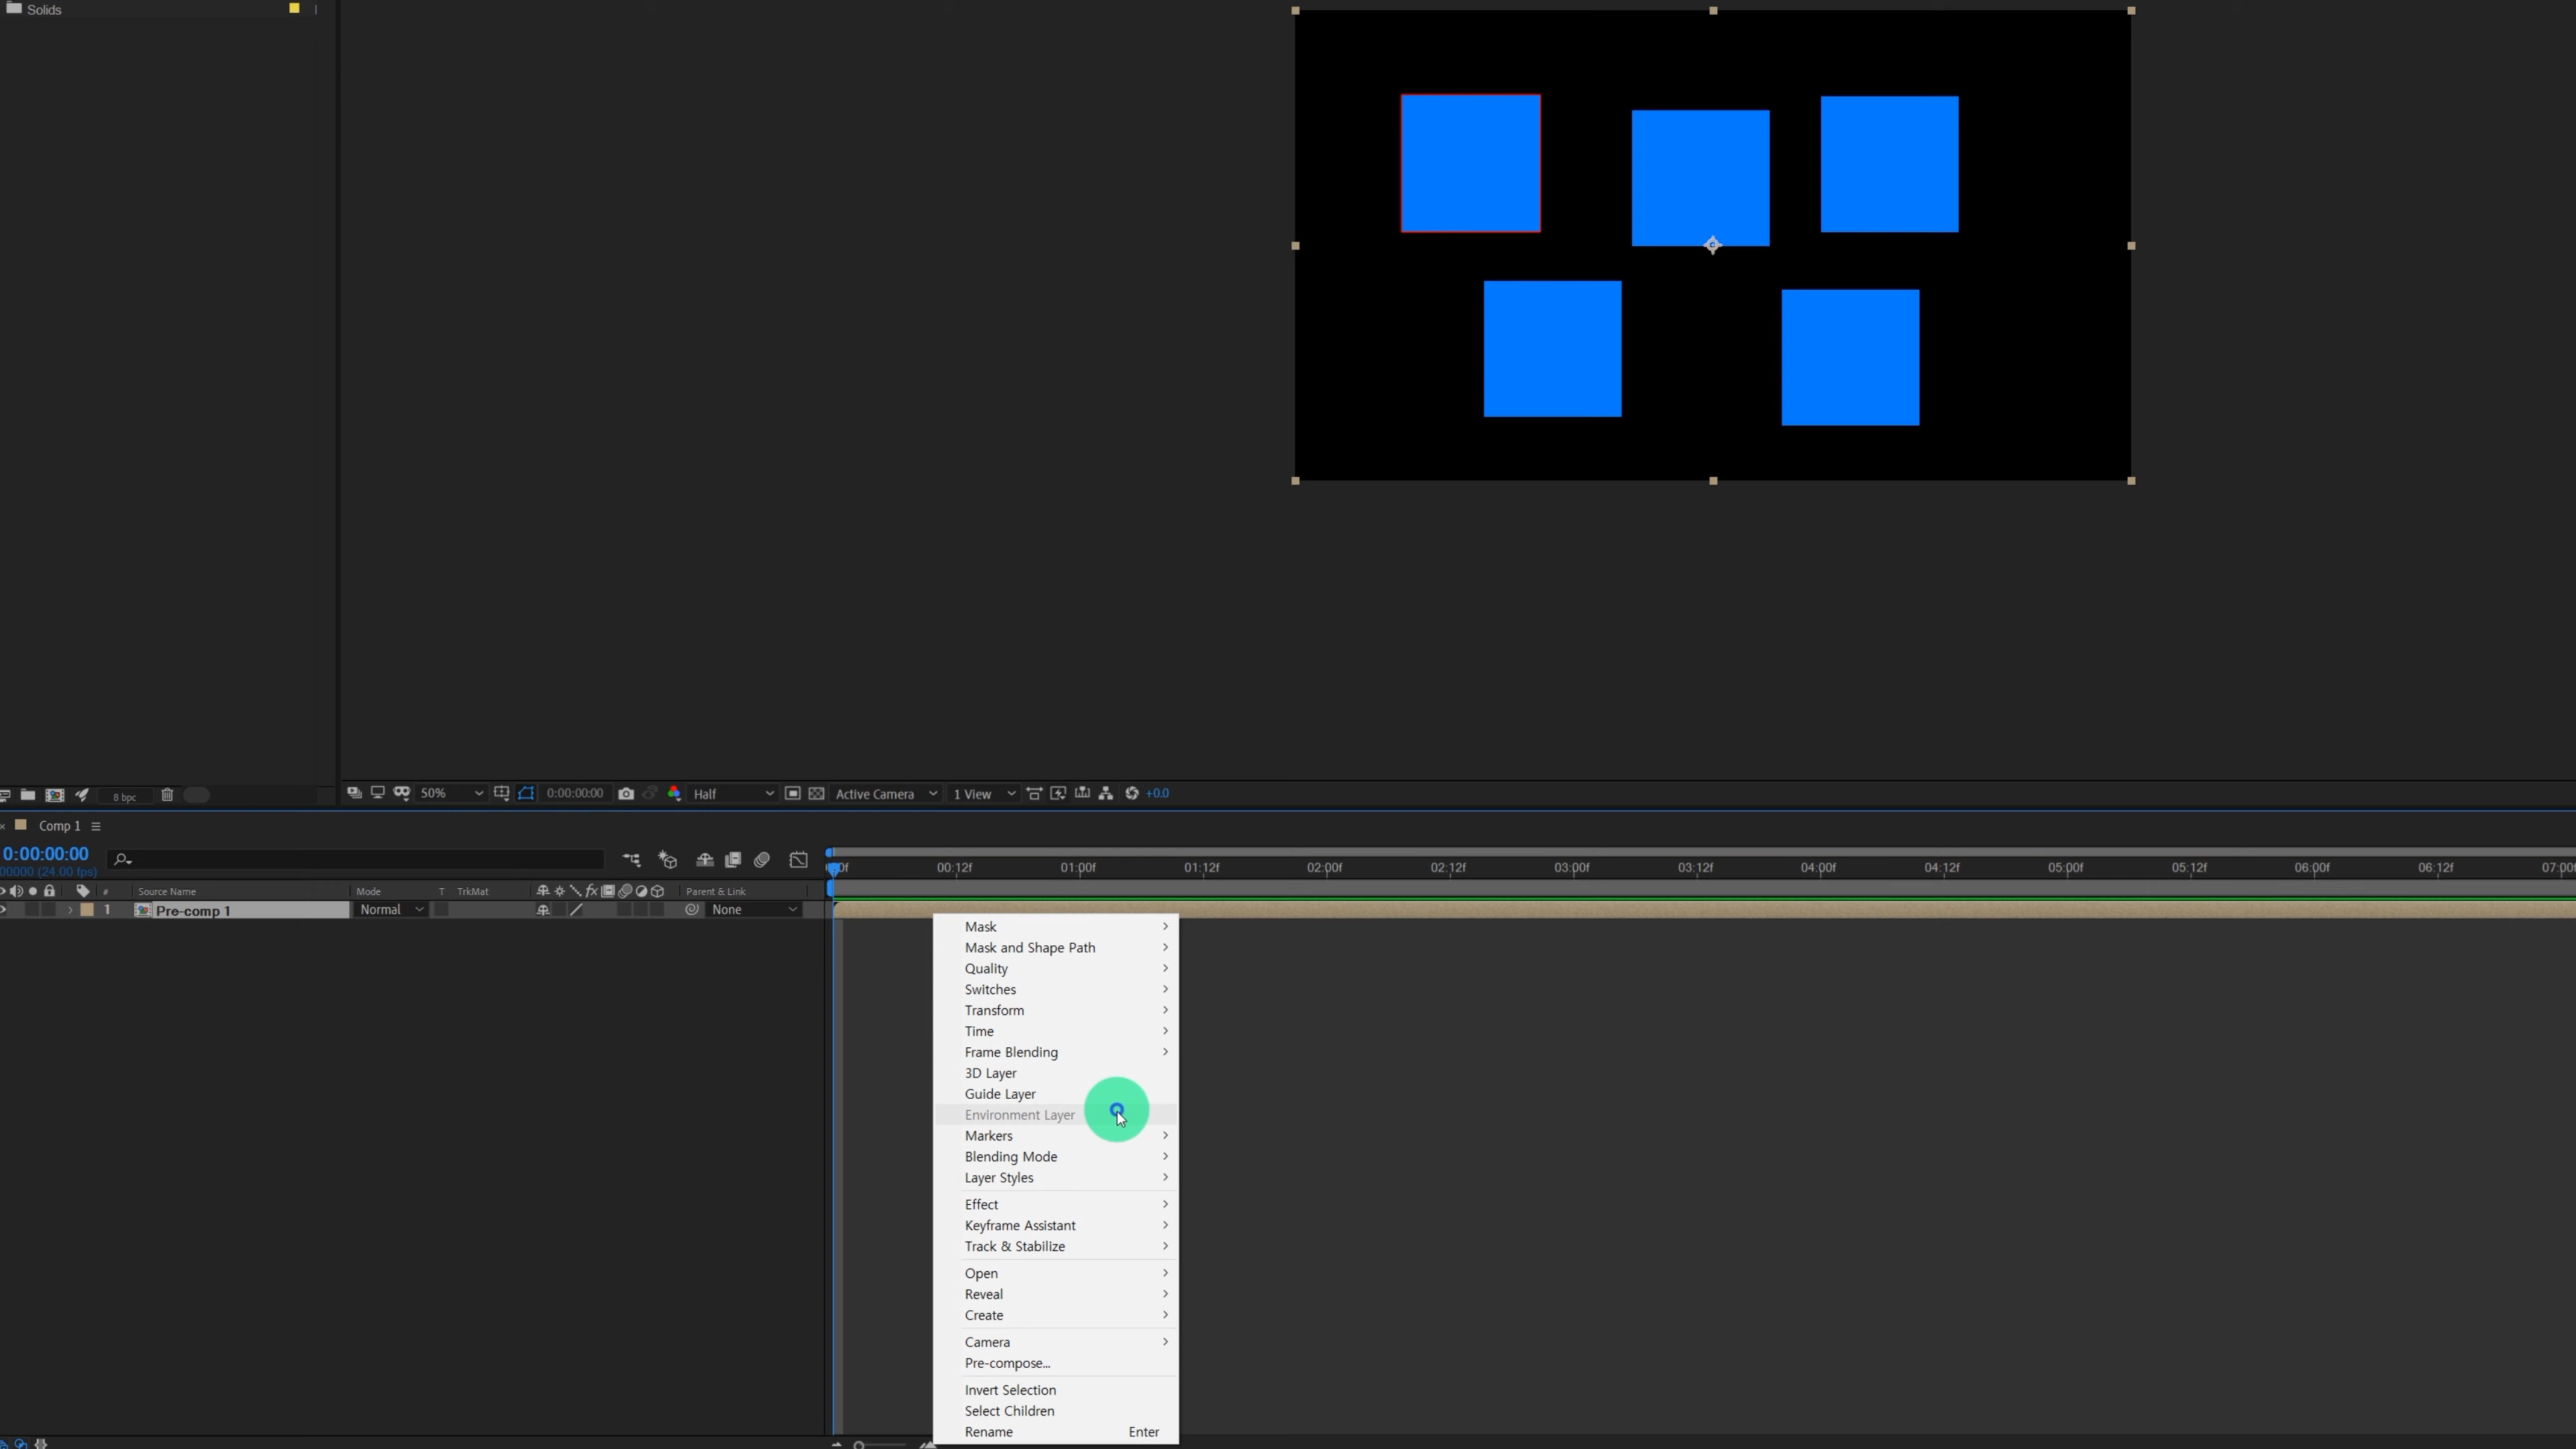 Solids
8 bpc
50%
0:00:00:00
Half
Active Camera
1 View
+0.0
Comp 1
0:00:00:00
00000 (24.00 fps)
00:12f
01:00f
01:12f
02:00f
02:12f
03:00f
03:12f
04:00f
04:12f
05:00f
05:12f
06:00f
06:12f
# Source Name Mode T TrkMat Parent & Link
1 Pre-comp 1 Normal None
Mask
Mask and Shape Path
Quality
Switches
Transform
Time
Frame Blending
3D Layer
Guide Layer
Environment Layer
Markers
Blending Mode
Layer Styles
Effect
Keyframe Assistant
Track & Stabilize
Open
Reveal
Create
Camera
Pre-compose...
Invert Selection
Select Children
Rename Enter